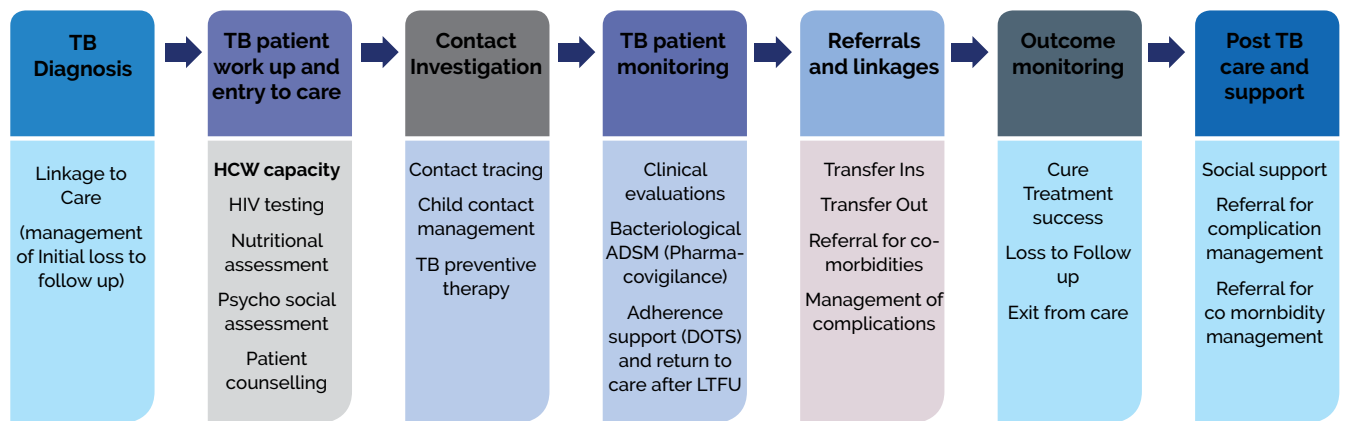 TB
Diagnosis
Linkage to
Care
(management
of Initial loss to
follow up)
TB patient
work up and
entry to care
HCW capacity
HIV testing
Nutritional
assessment
Psycho social
assessment
Patient
counselling
Contact
Investigation
Contact tracing
Child contact
management
TB preventive
therapy
TB patient
monitoring
Clinical
evaluations
Bacteriological
ADSM (Pharma-
covigilance)
Adherence
support (DOTS)
and return to
care after LTFU
Referrals
and linkages
Transfer Ins
Transfer Out
Referral for co-
morbidities
Management of
complications
Outcome
monitoring
Cure
Treatment
success
Loss to Follow
up
Exit from care
Post TB
care and
support
Social support
Referral for
complication
management
Referral for
co mornbidity
management